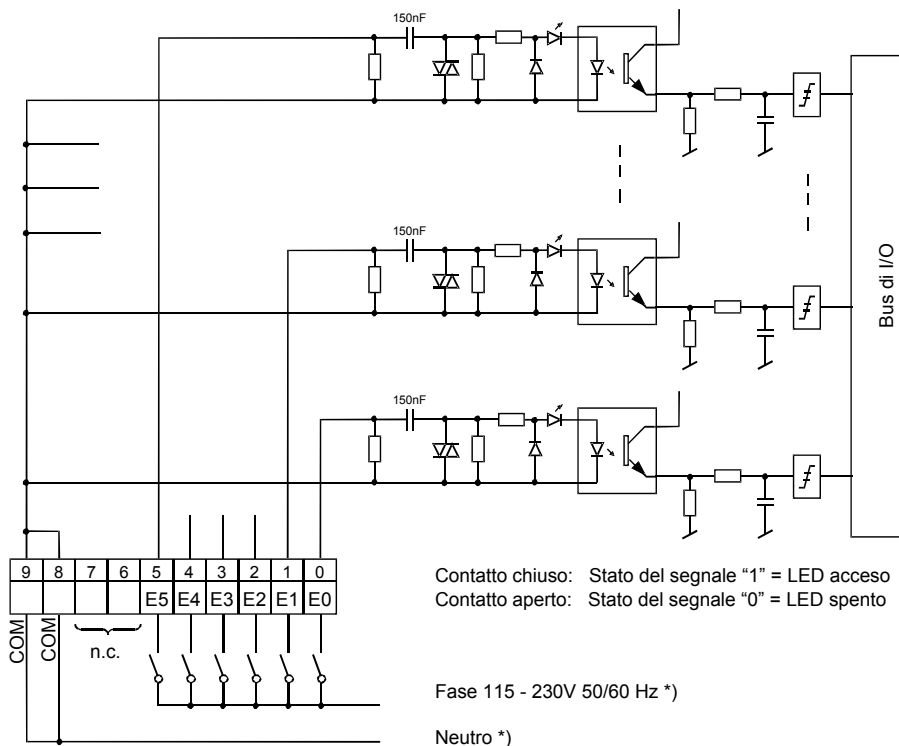 150nF
150nF
Bus di I/O
150nF
9 8 7 6 5 4 3 2 1 0
E5 E4 E3 E2 E1 E0
Contatto chiuso: Stato del segnale “1” = LED acceso
Contatto aperto: Stato del segnale “0” = LED spento
COM
COM
n.c.
Fase 115 - 230V 50/60 Hz *)
Neutro *)